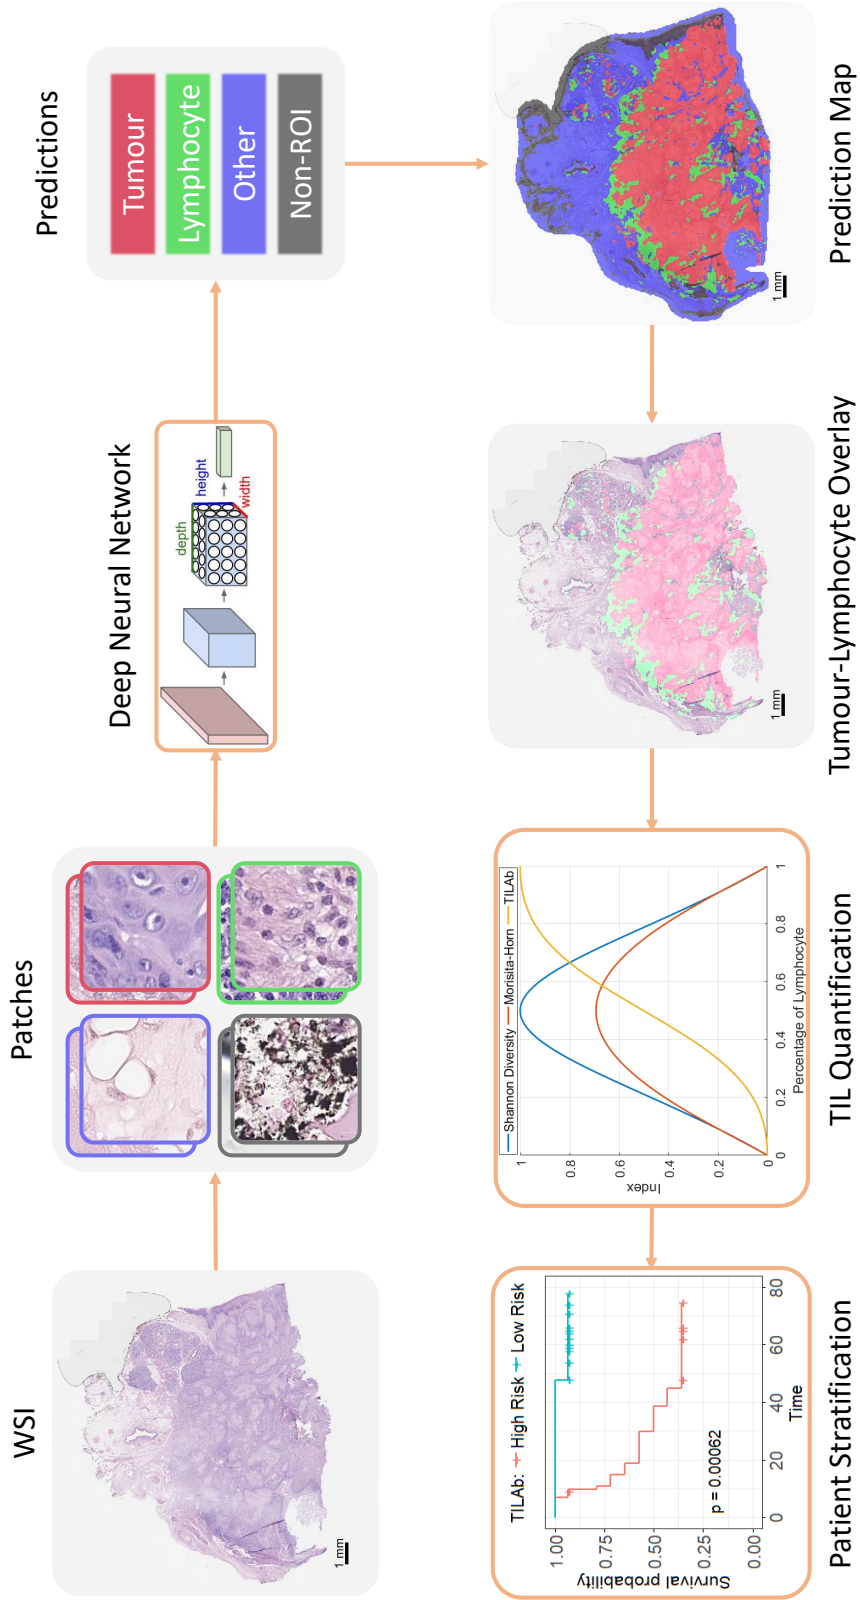 WSI
1 mm
Patches
Deep Neural Network
depth
height
width
Predictions
Tumour
Lymphocyte
Other
Non-ROI
Prediction Map
1 mm
Tumour-Lymphocyte Overlay
1 mm
TIL Quantification
Shannon Diversity Morisita-Horn TILAb
Index
1
0.8
0.6
0.4
0.2
0
0 0.2 0.4 0.6 0.8 1
Percentage of Lymphocyte
Patient Stratification
TILAb: High Risk Low Risk
Survival probability
1.00
0.75
0.50
0.25
0.00
p = 0.00062
0 20 40 60 80
Time